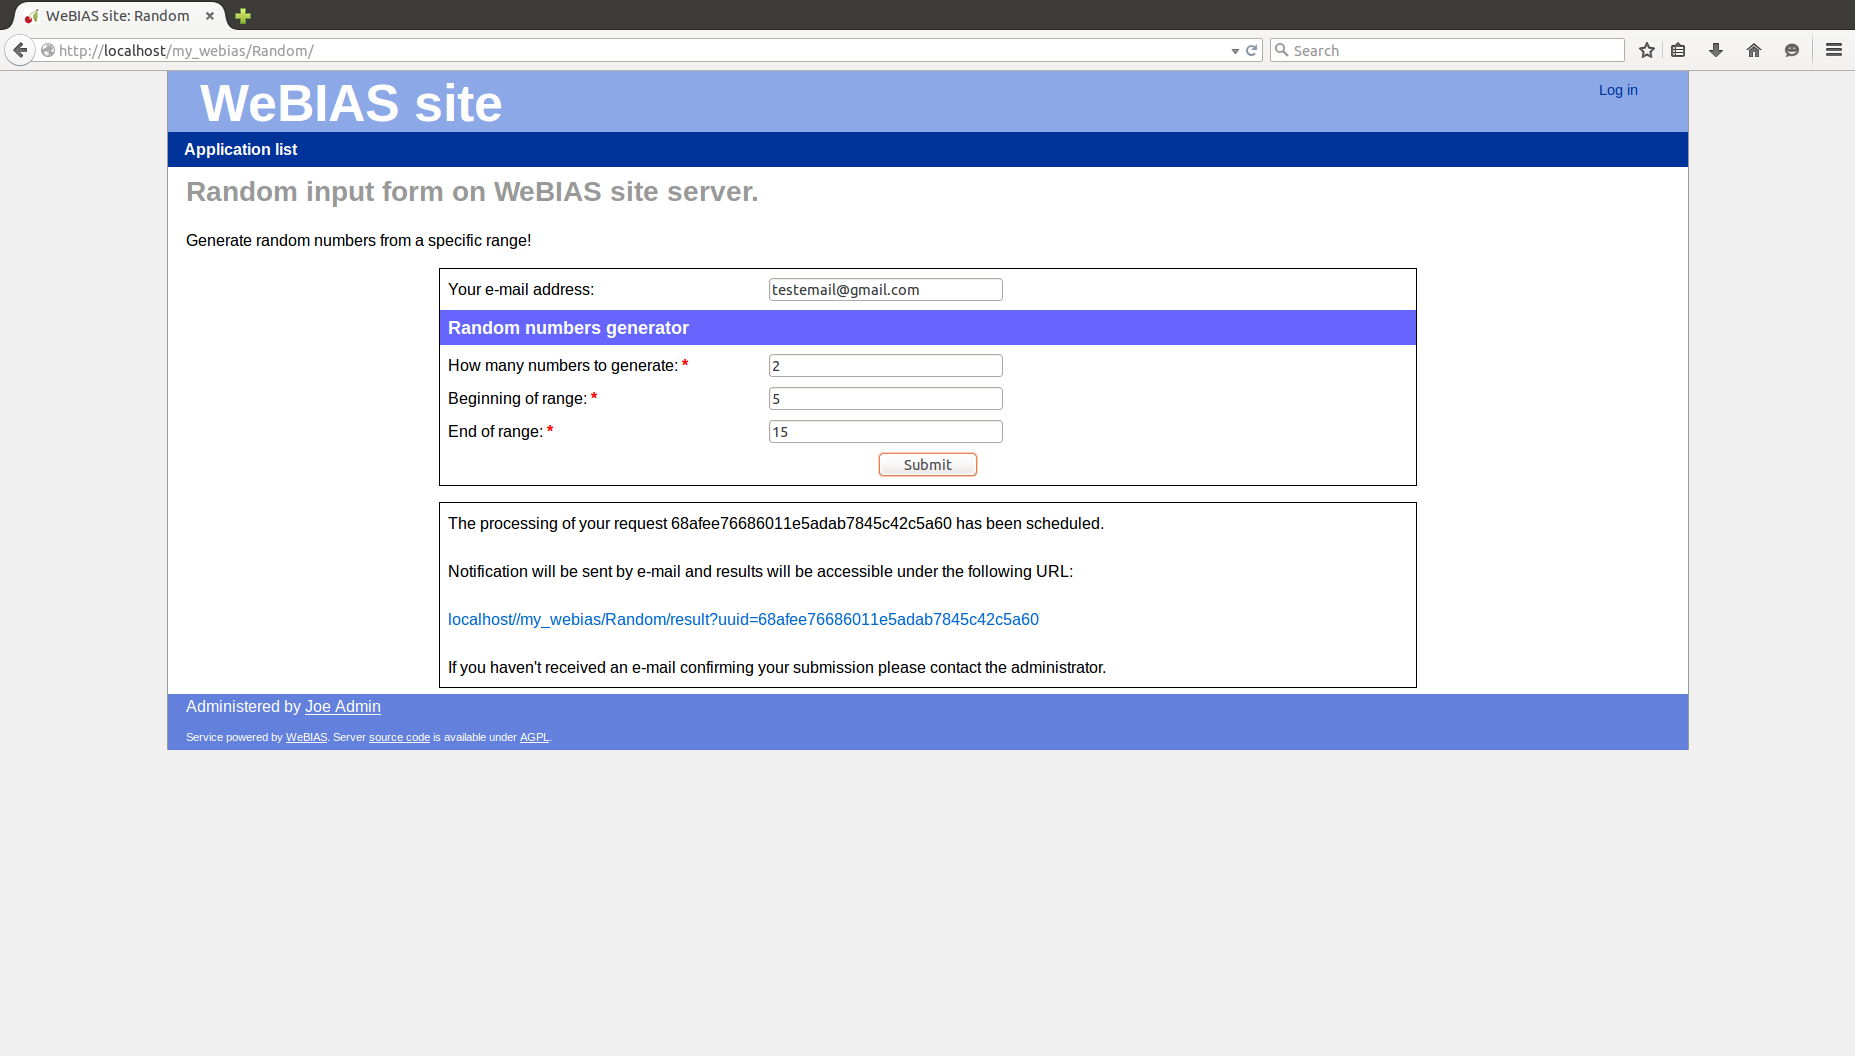 WeBIAS site: Random
http://localhost/my_webias/Random/
Search
WeBIAS site
Log in
Application list
Random input form on WeBIAS site server.
Generate random numbers from a specific range!
Your e-mail address: testemail@gmail.com
Random numbers generator
How many numbers to generate: * 2
Beginning of range: * 5
End of range: * 15
Submit
The processing of your request 68afee76686011e5adab7845c42c5a60 has been scheduled.
Notification will be sent by e-mail and results will be accessible under the following URL:
localhost//my_webias/Random/result?uuid=68afee76686011e5adab7845c42c5a60
If you haven't received an e-mail confirming your submission please contact the administrator.
Administered by Joe Admin
Service powered by WeBIAS. Server source code is available under AGPL.